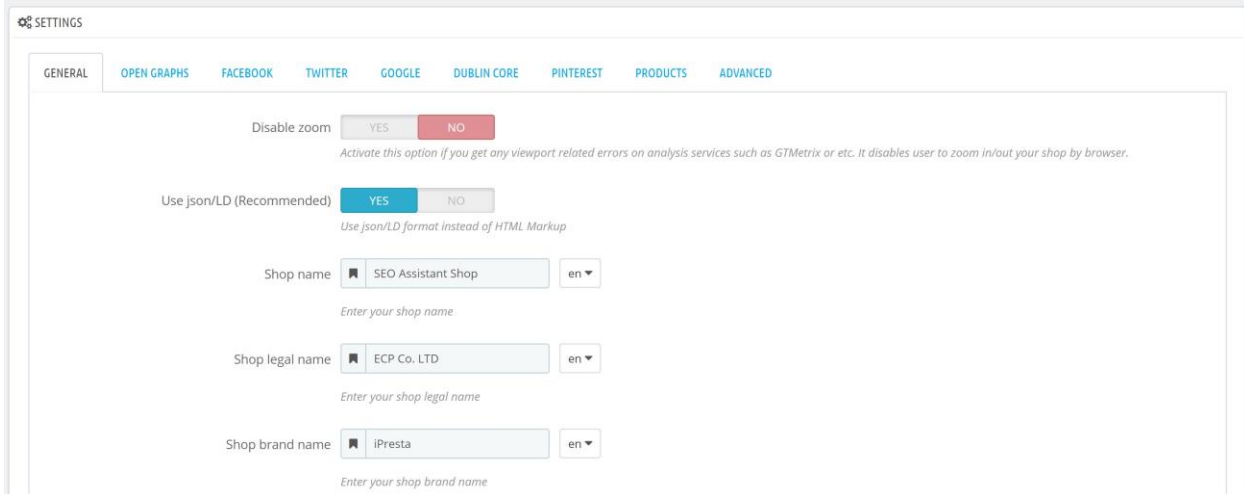 SETTINGS
GENERAL OPEN GRAPHS FACEBOOK TWITTER GOOGLE DUBLIN CORE PINTEREST PRODUCTS ADVANCED
Disable zoom YES NO
Activate this option if you get any viewport related errors on analysis services such as GTMetrix or etc. It disables user to zoom in/out your shop by browser.
Use json/LD (Recommended) YES NO
Use json/LD format instead of HTML Markup
Shop name SEO Assistant Shop en
Enter your shop name
Shop legal name ECP Co. LTD en
Enter your shop legal name
Shop brand name iPresta en
Enter your shop brand name